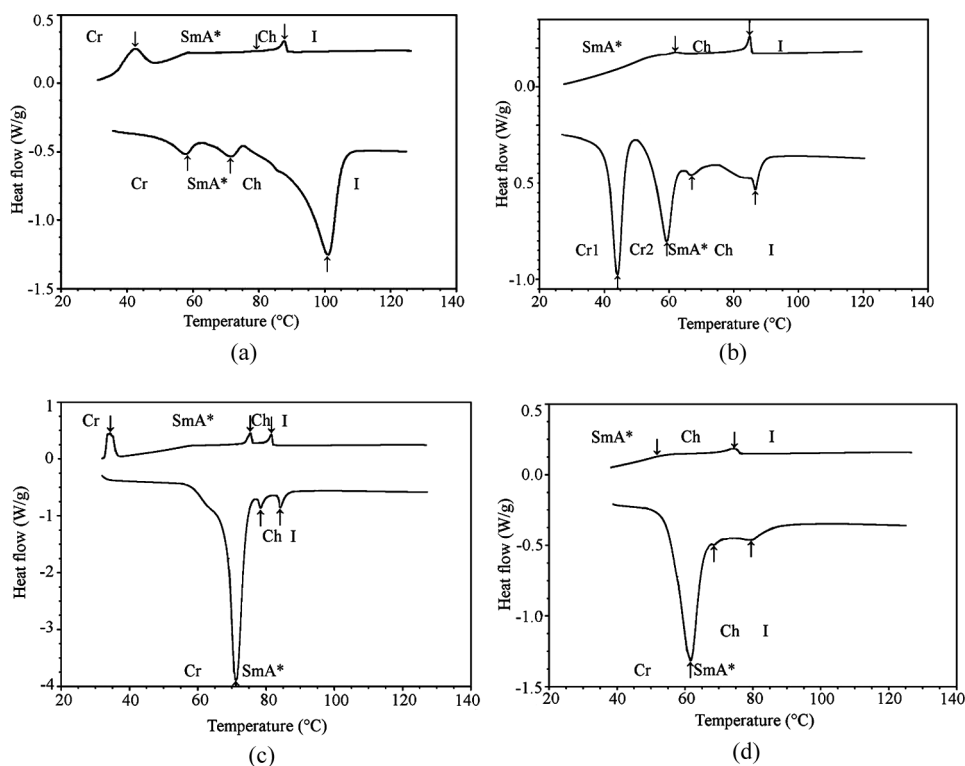 0.5
0.0
-0.5
-1.0
-1.5
Heat flow (W/g)
Cr SmA* Ch I
Cr SmA* Ch I
20 40 60 80 100 120 140
Temperature (°C)
(a)
0.0
0.5
-1.0
Heat flow (W/g)
SmA* Ch I
Cr1 Cr2 SmA* Ch I
20 40 60 80 100 120 140
Temperature (°C)
(b)
1
0
-1
-2
-3
-4
Heat flow (W/g)
Cr SmA* Ch I
Ch I
Cr SmA*
20 40 60 80 100 120 140
Temperature (°C)
(c)
0.5
0.0
-0.5
-1.0
-1.5
Heat flow (W/g)
SmA* Ch I
Ch I
Cr SmA*
20 40 60 80 100 120 140
Temperature (°C)
(d)